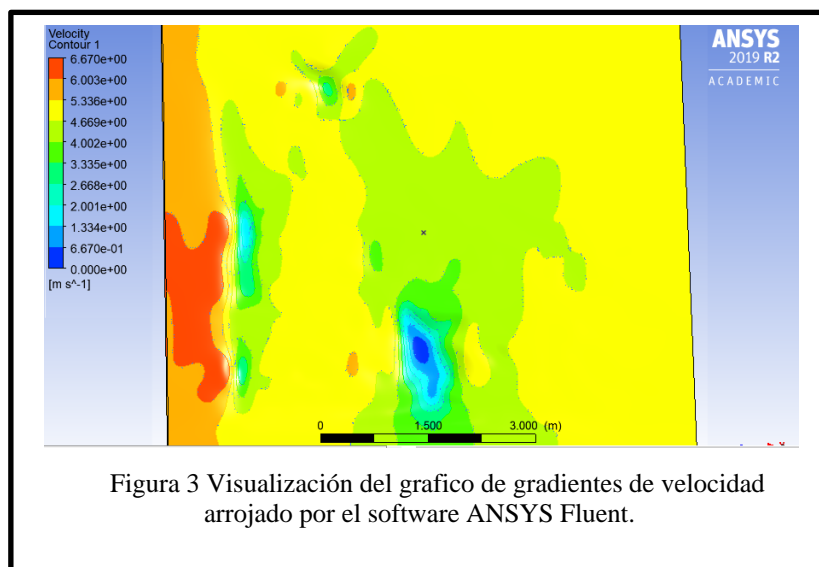 Velocity
Contour 1
6.670e+00
6.003e+00
5.336e+00
4.669e+00
4.002e+00
3.335e+00
2.668e+00
2.001e+00
1.334e+00
6.670e-01
0.000e+00
[m s^-1]
ANSYS
2019 R2
ACADEMIC
0 1.500 3.000 (m)
Figura 3 Visualización del grafico de gradientes de velocidad
arrojado por el software ANSYS Fluent.